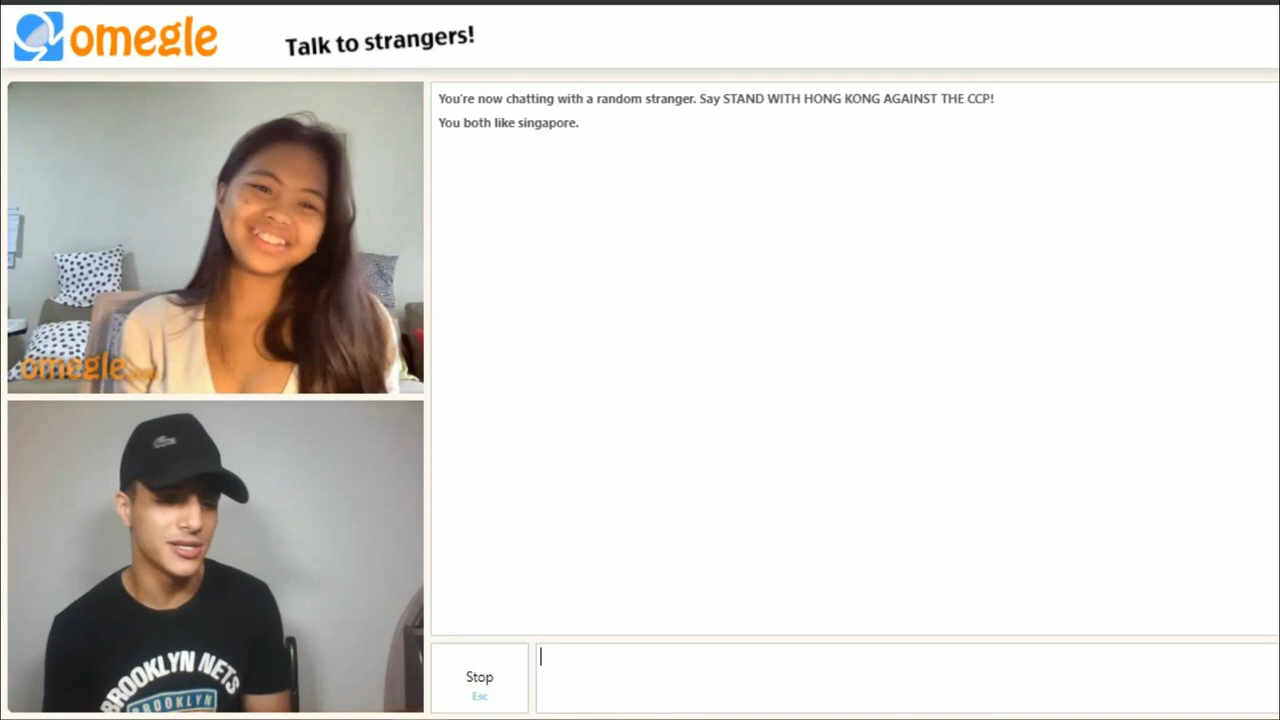 omegle
Talk to strangers!
You're now chatting with a random stranger. Say STAND WITH HONG KONG AGAINST THE CCP!
You both like singapore.
omegle
BROOKLYN NETS
BROOKLYN
Stop
Esc